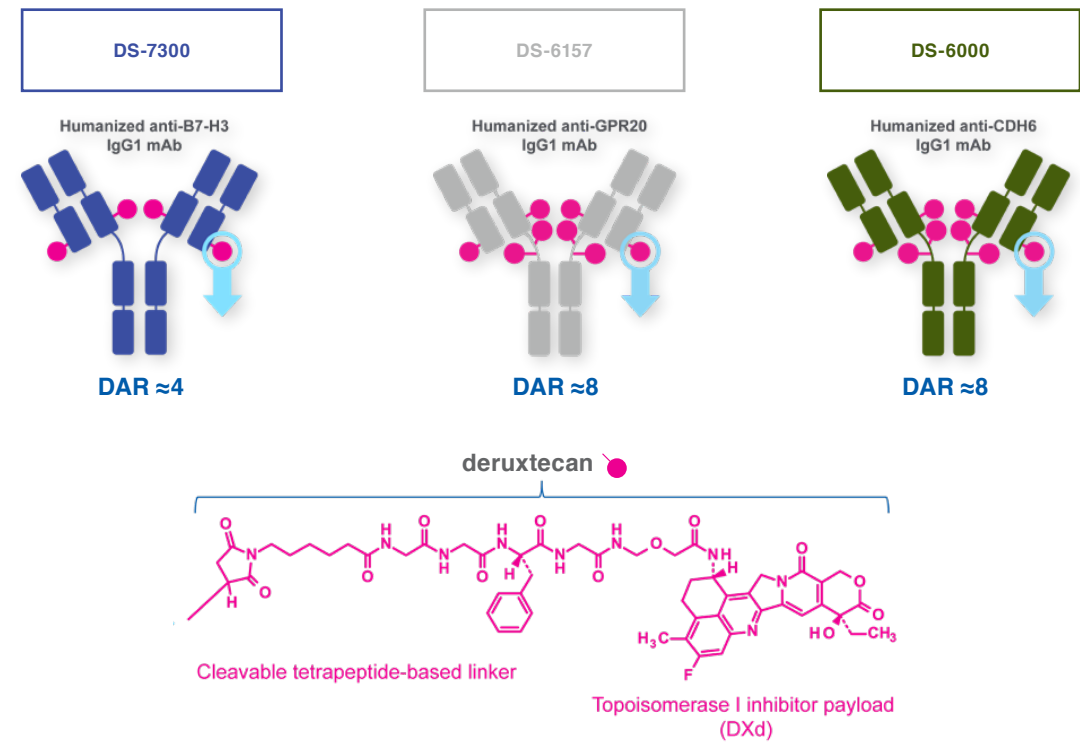 DS-7300
DS-6157
DS-6000
Humanized anti-B7-H3
IgG1 mAb
Humanized anti-GPR20
IgG1 mAb
Humanized anti-CDH6
IgG1 mAb
DAR ≈4
DAR ≈8
DAR ≈8
deruxtecan
O
N
O
H
O
H
N
O
N
H
O
H
N
H
O
N
H
O
H
N
O
O
NH
H
N
O
O
O
HO
CH₃
N
H₃C
F
Cleavable tetrapeptide-based linker
Topoisomerase I inhibitor payload
(DXd)